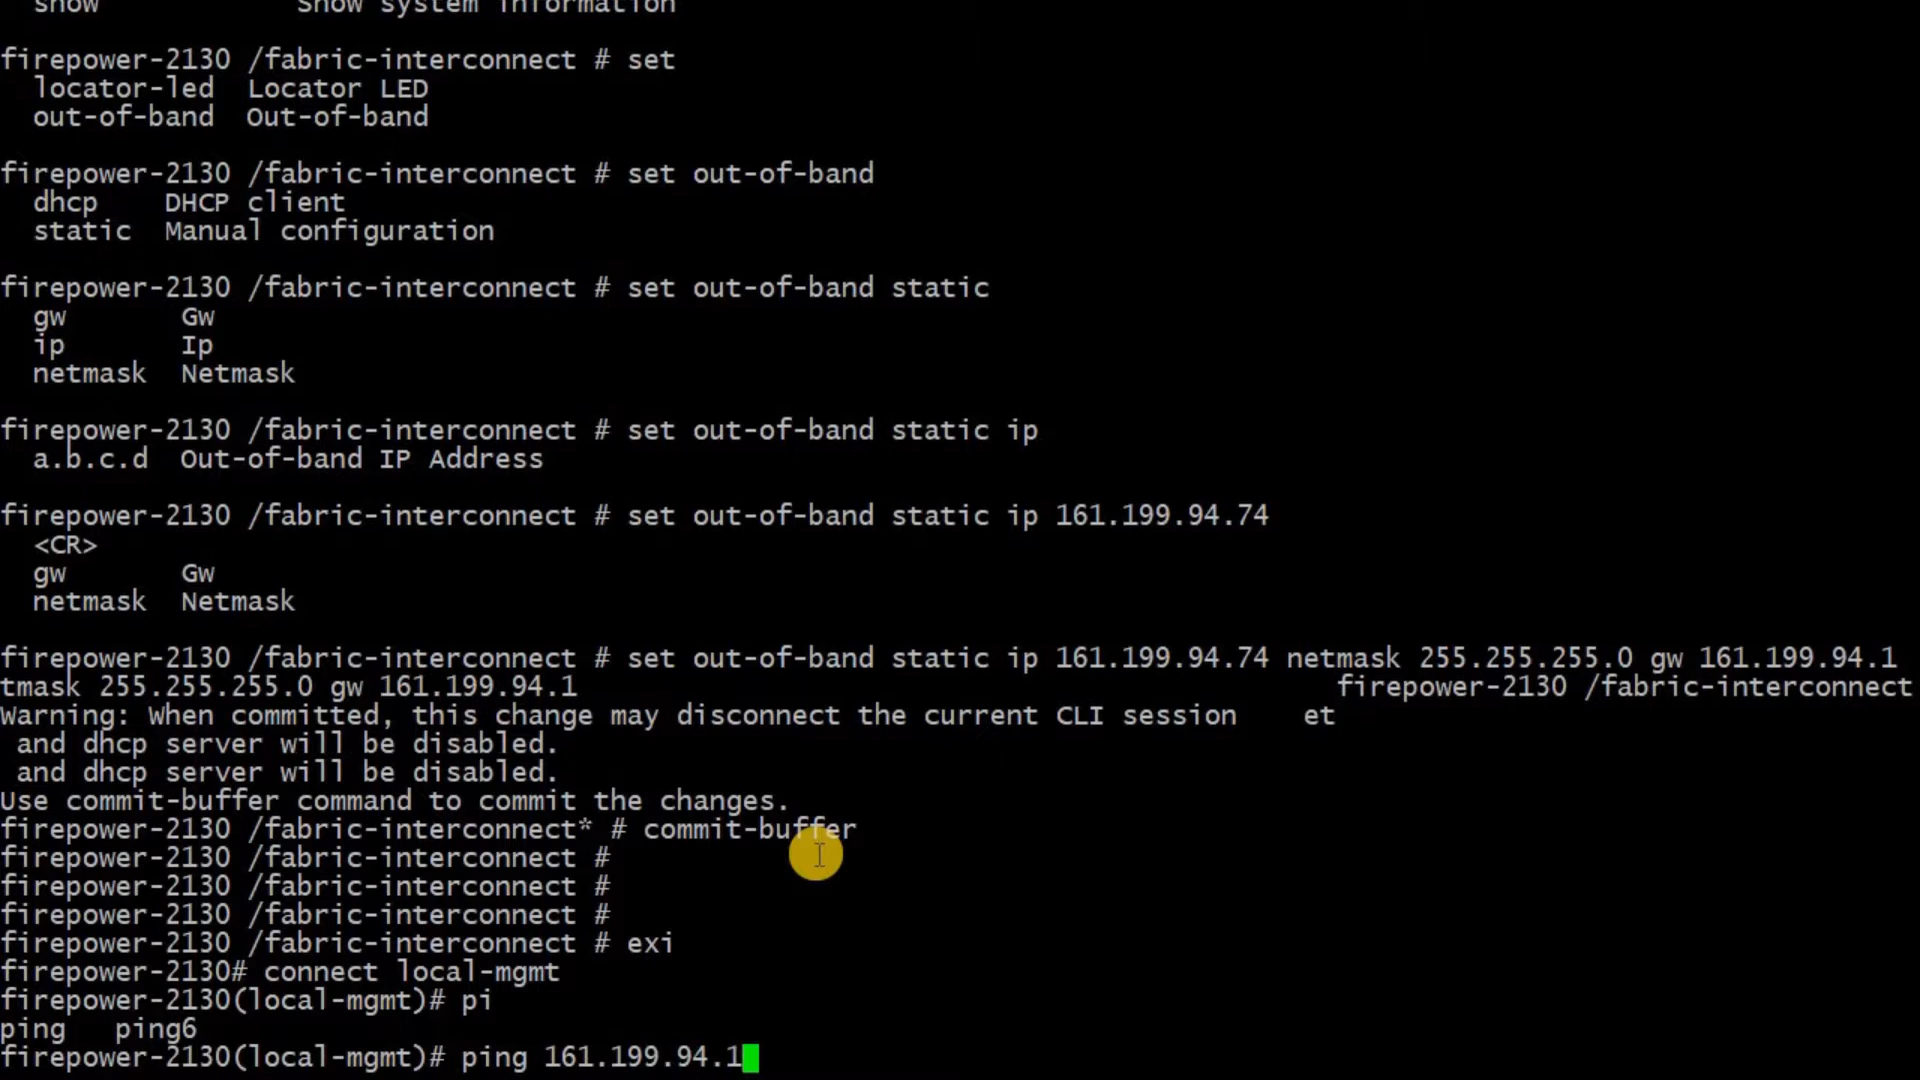 show            Show system information
firepower-2130 /fabric-interconnect # set
  locator-led  Locator LED
  out-of-band  Out-of-band
firepower-2130 /fabric-interconnect # set out-of-band
  dhcp    DHCP client
  static  Manual configuration
firepower-2130 /fabric-interconnect # set out-of-band static
  gw       Gw
  ip       Ip
  netmask  Netmask
firepower-2130 /fabric-interconnect # set out-of-band static ip
  a.b.c.d  Out-of-band IP Address
firepower-2130 /fabric-interconnect # set out-of-band static ip 161.199.94.74
  <CR>
  gw       Gw
  netmask  Netmask
firepower-2130 /fabric-interconnect # set out-of-band static ip 161.199.94.74 netmask 255.255.255.0 gw 161.199.94.1
tmask 255.255.255.0 gw 161.199.94.1                                              firepower-2130 /fabric-interconnect
Warning: When committed, this change may disconnect the current CLI session    et
 and dhcp server will be disabled.
 and dhcp server will be disabled.
Use commit-buffer command to commit the changes.
firepower-2130 /fabric-interconnect* # commit-buffer
firepower-2130 /fabric-interconnect #
firepower-2130 /fabric-interconnect #
firepower-2130 /fabric-interconnect #
firepower-2130 /fabric-interconnect # exi
firepower-2130# connect local-mgmt
firepower-2130(local-mgmt)# pi
ping   ping6
firepower-2130(local-mgmt)# ping 161.199.94.1